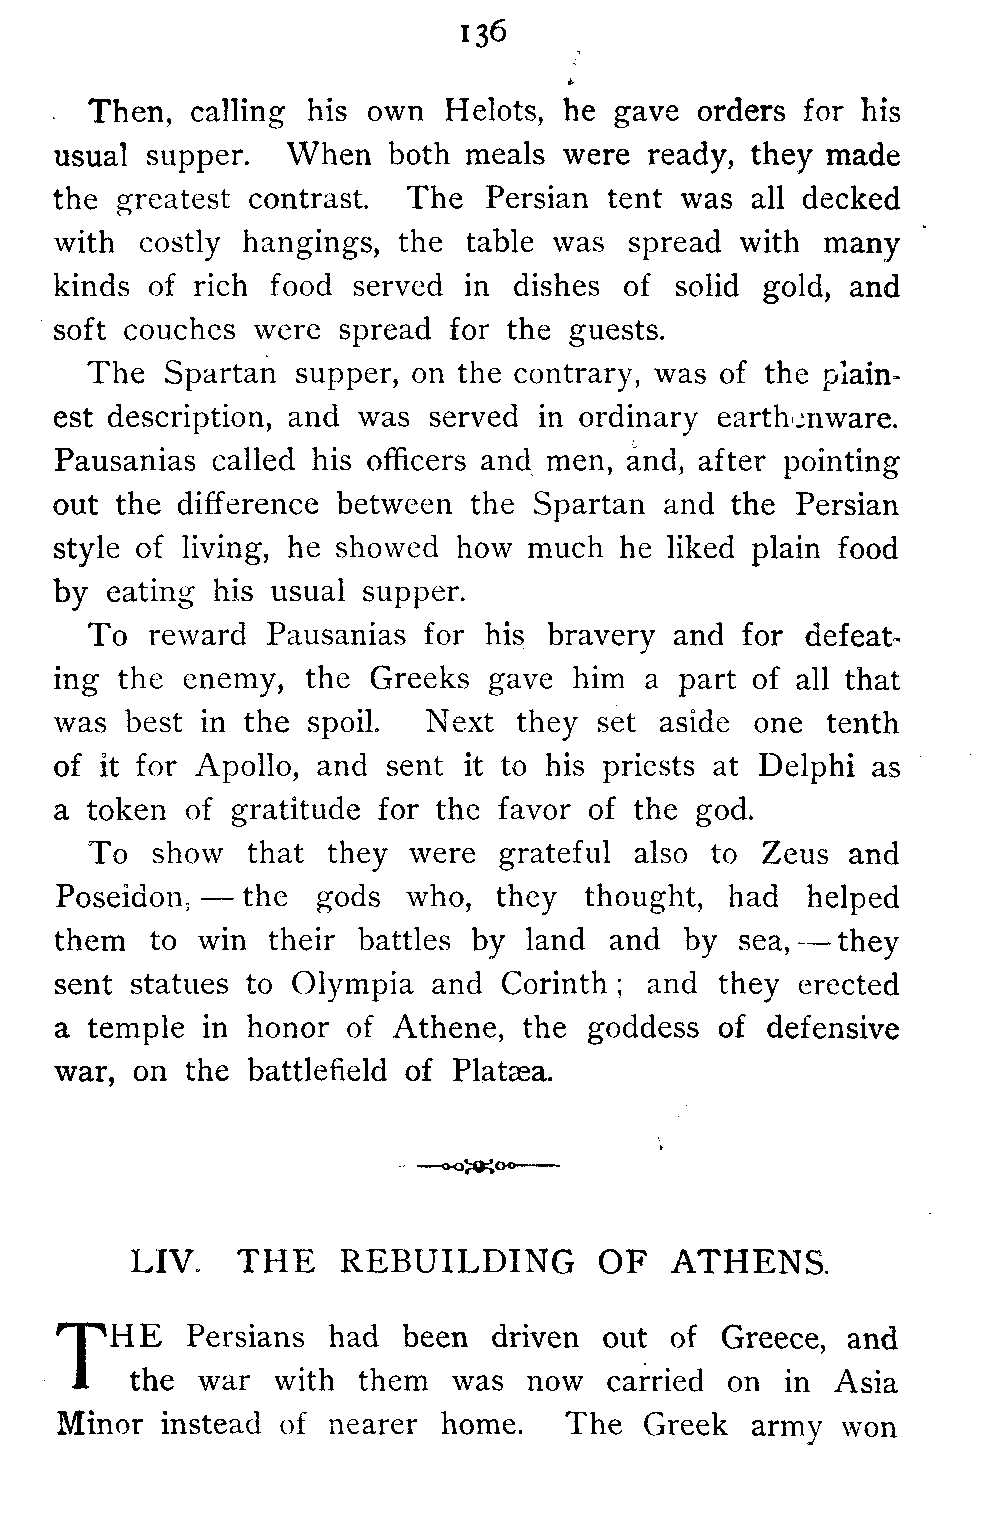 136
Then, calling his own Helots, he gave orders for his
usual supper. When both meals were ready, they made
the greatest contrast. The Persian tent was all decked
with costly hangings, the table was spread with many
kinds of rich food served in dishes of solid gold, and
soft couches were spread for the guests.
The Spartan supper, on the contrary, was of the plain-
est description, and was served in ordinary earthenware.
Pausanias called his officers and men, and, after pointing
out the difference between the Spartan and the Persian
style of living, he showed how much he liked plain food
by eating his usual supper.
To reward Pausanias for his bravery and for defeat-
ing the enemy, the Greeks gave him a part of all that
was best in the spoil. Next they set aside one tenth
of it for Apollo, and sent it to his priests at Delphi as
a token of gratitude for the favor of the god.
To show that they were grateful also to Zeus and
Poseidon, — the gods who, they thought, had helped
them to win their battles by land and by sea, — they
sent statues to Olympia and Corinth ; and they erected
a temple in honor of Athene, the goddess of defensive
war, on the battlefield of Platæa.
LIV. THE REBUILDING OF ATHENS.
THE Persians had been driven out of Greece, and
the war with them was now carried on in Asia
Minor instead of nearer home. The Greek army won